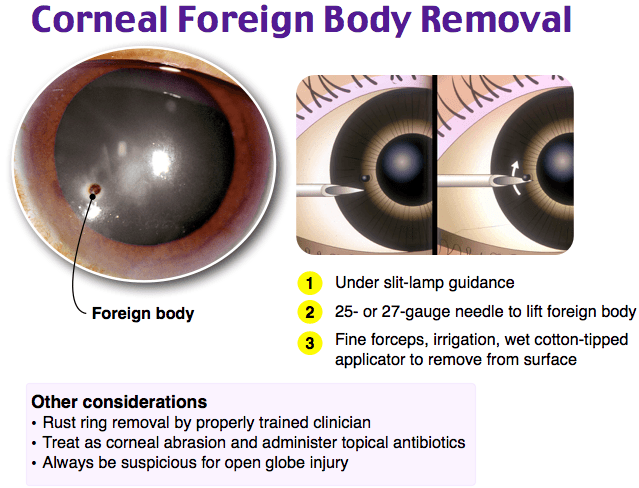 Corneal Foreign Body Removal
Foreign body
1 Under slit-lamp guidance
2 25- or 27-gauge needle to lift foreign body
3 Fine forceps, irrigation, wet cotton-tipped
applicator to remove from surface
Other considerations
• Rust ring removal by properly trained clinician
• Treat as corneal abrasion and administer topical antibiotics
• Always be suspicious for open globe injury